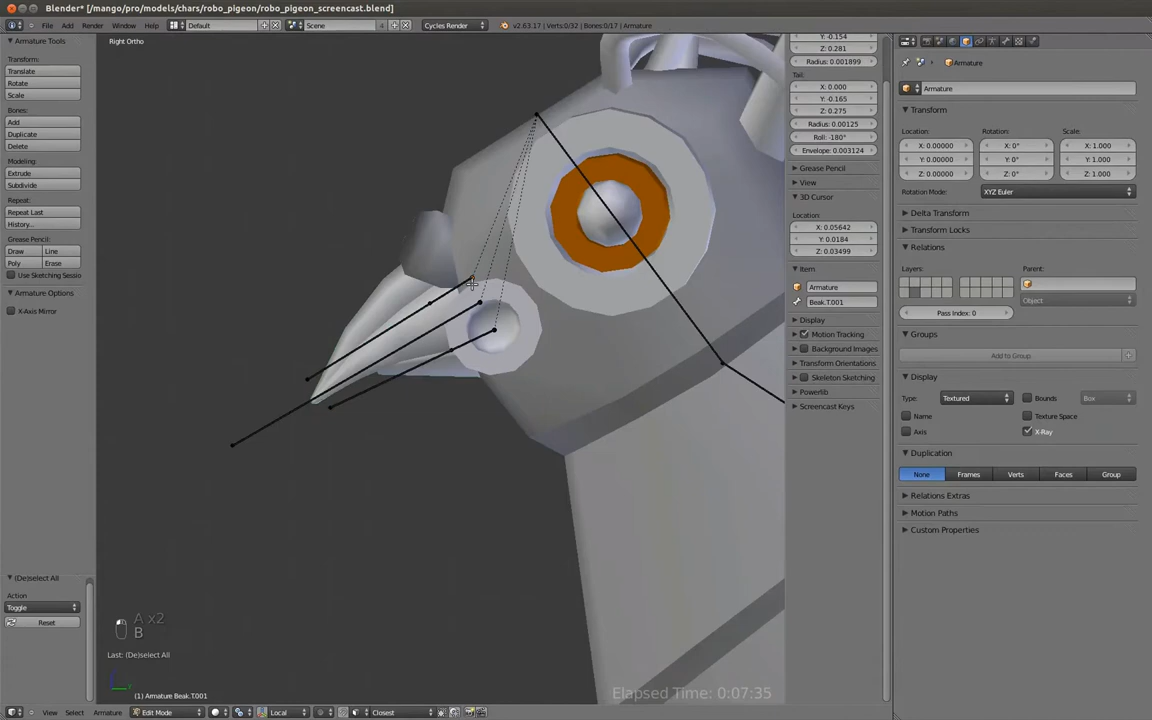 Blender* [/mango/pro/models/chars/robo_pigeon/robo_pigeon_screencast.blend]
File Add Window Help Default Scene Cycles Render v2.63.17 | Verts:0/32 | Bones:0/17 | Armature
Armature Tools
Transform:
Translate
Rotate
Scale
Bones:
Add
Duplicate
Delete
Modeling:
Extrude
Subdivide
Repeat:
Repeat Last
History...
Grease Pencil:
Draw Line
Poly Erase
Use Sketching Sessio
Armature Options
X-Axis Mirror
(De)select All
Action
Toggle
Reset
Right Ortho
A x2
B
Last: (De)select All
(1) Armature Beak.T.001
Elapsed Time: 0:07:35
View Select Armature Edit Mode Local Closest
Y: -0.154
Z: 0.281
Radius: 0.001899
Tail:
X: 0.000
Y: -0.165
Z: 0.275
Radius: 0.00125
Roll: -180°
Envelope: 0.003124
Grease Pencil
View
3D Cursor
Location:
X: 0.05642
Y: 0.0184
Z: 0.03499
Item
Armature
Beak.T.001
Display
Motion Tracking
Background Images
Transform Orientations
Skeleton Sketching
Powerlib
Screencast Keys
Armature
Armature
Transform
Location: Rotation: Scale:
X: 0.00000 X: 0° X: 1.000
Y: 0.00000 Y: 0° Y: 1.000
Z: 0.00000 Z: 0° Z: 1.000
Rotation Mode: XYZ Euler
Delta Transform
Transform Locks
Relations
Layers: Parent:
Object
Pass Index: 0
Groups
Add to Group
Display
Type: Textured Bounds Box
Name Texture Space
Axis X-Ray
Duplication
None Frames Verts Faces Group
Relations Extras
Motion Paths
Custom Properties